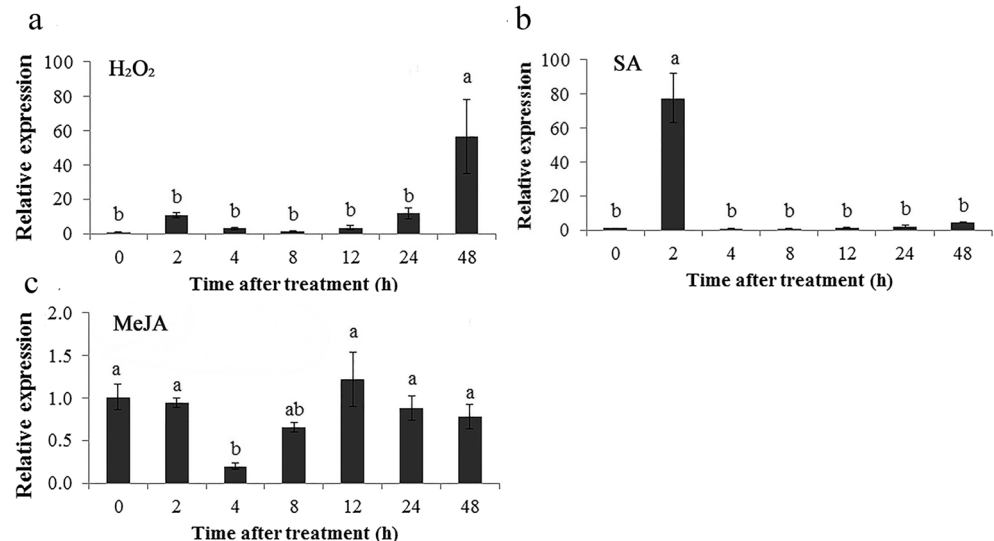 a
H₂O₂
Relative expression
100
80
60
40
20
0
b b b b b b a
0 2 4 8 12 24 48
Time after treatment (h)
b
SA
Relative expression
100
80
60
40
20
0
b a b b b b b
0 2 4 8 12 24 48
Time after treatment (h)
c
MeJA
Relative expression
2.0
1.5
1.0
0.5
0.0
a a b ab a a a
0 2 4 8 12 24 48
Time after treatment (h)